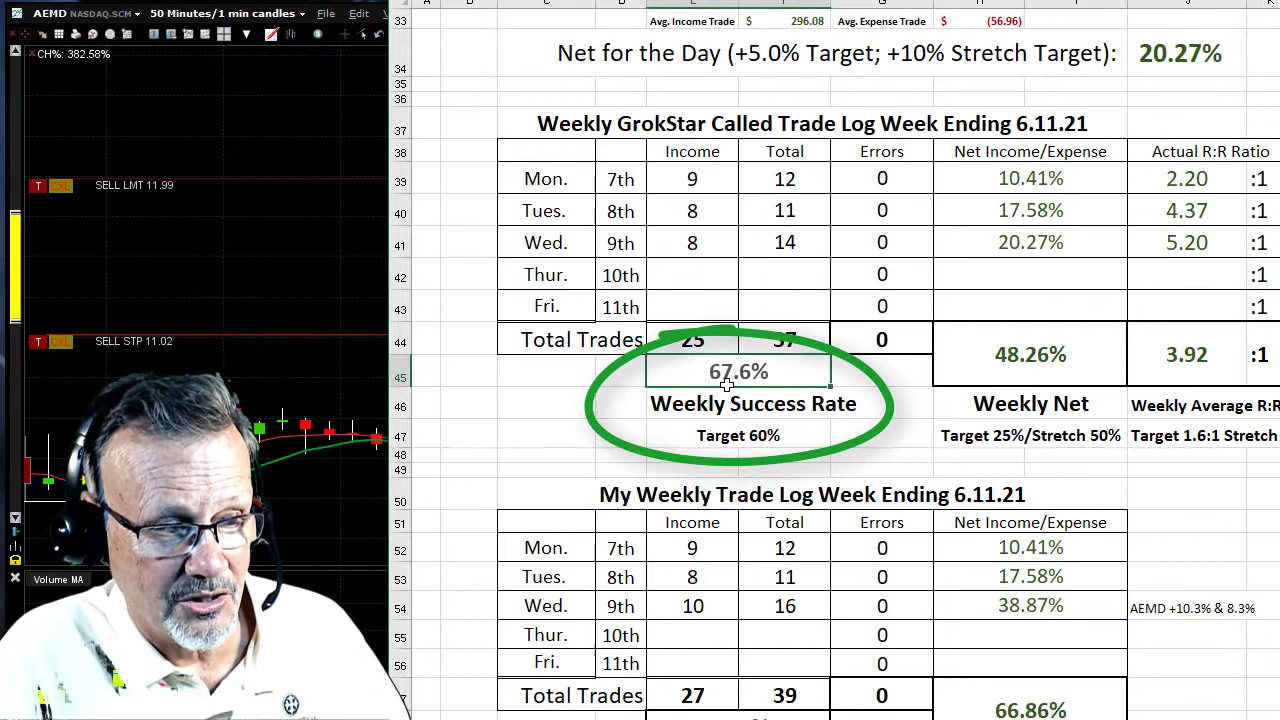 AEMD NASDAQ.SCM 50 Minutes/1 min candles File Edit
CH%: 382.58%
SELL LMT 11.99
T CXL
SELL STP 11.02
T CXL
Volume MA
33 Avg. Income Trade $ 296.08 Avg. Expense Trade $ (56.96)
34 Net for the Day (+5.0% Target; +10% Stretch Target): 20.27%
35
36
37 Weekly GrokStar Called Trade Log Week Ending 6.11.21
38 Income Total Errors Net Income/Expense Actual R:R Ratio
39 Mon. 7th 9 12 0 10.41% 2.20 :1
40 Tues. 8th 8 11 0 17.58% 4.37 :1
41 Wed. 9th 8 14 0 20.27% 5.20 :1
42 Thur. 10th 0 :1
43 Fri. 11th 0 :1
44 Total Trades 25 37 0 48.26% 3.92 :1
45 67.6%
46 Weekly Success Rate Weekly Net Weekly Average R:R
47 Target 60% Target 25%/Stretch 50% Target 1.6:1 Stretch
48
49
50 My Weekly Trade Log Week Ending 6.11.21
51 Income Total Errors Net Income/Expense
52 Mon. 7th 9 12 0 10.41%
53 Tues. 8th 8 11 0 17.58%
54 Wed. 9th 10 16 0 38.87% AEMD +10.3% & 8.3%
55 Thur. 10th 0
56 Fri. 11th 0
Total Trades 27 39 0 66.86%